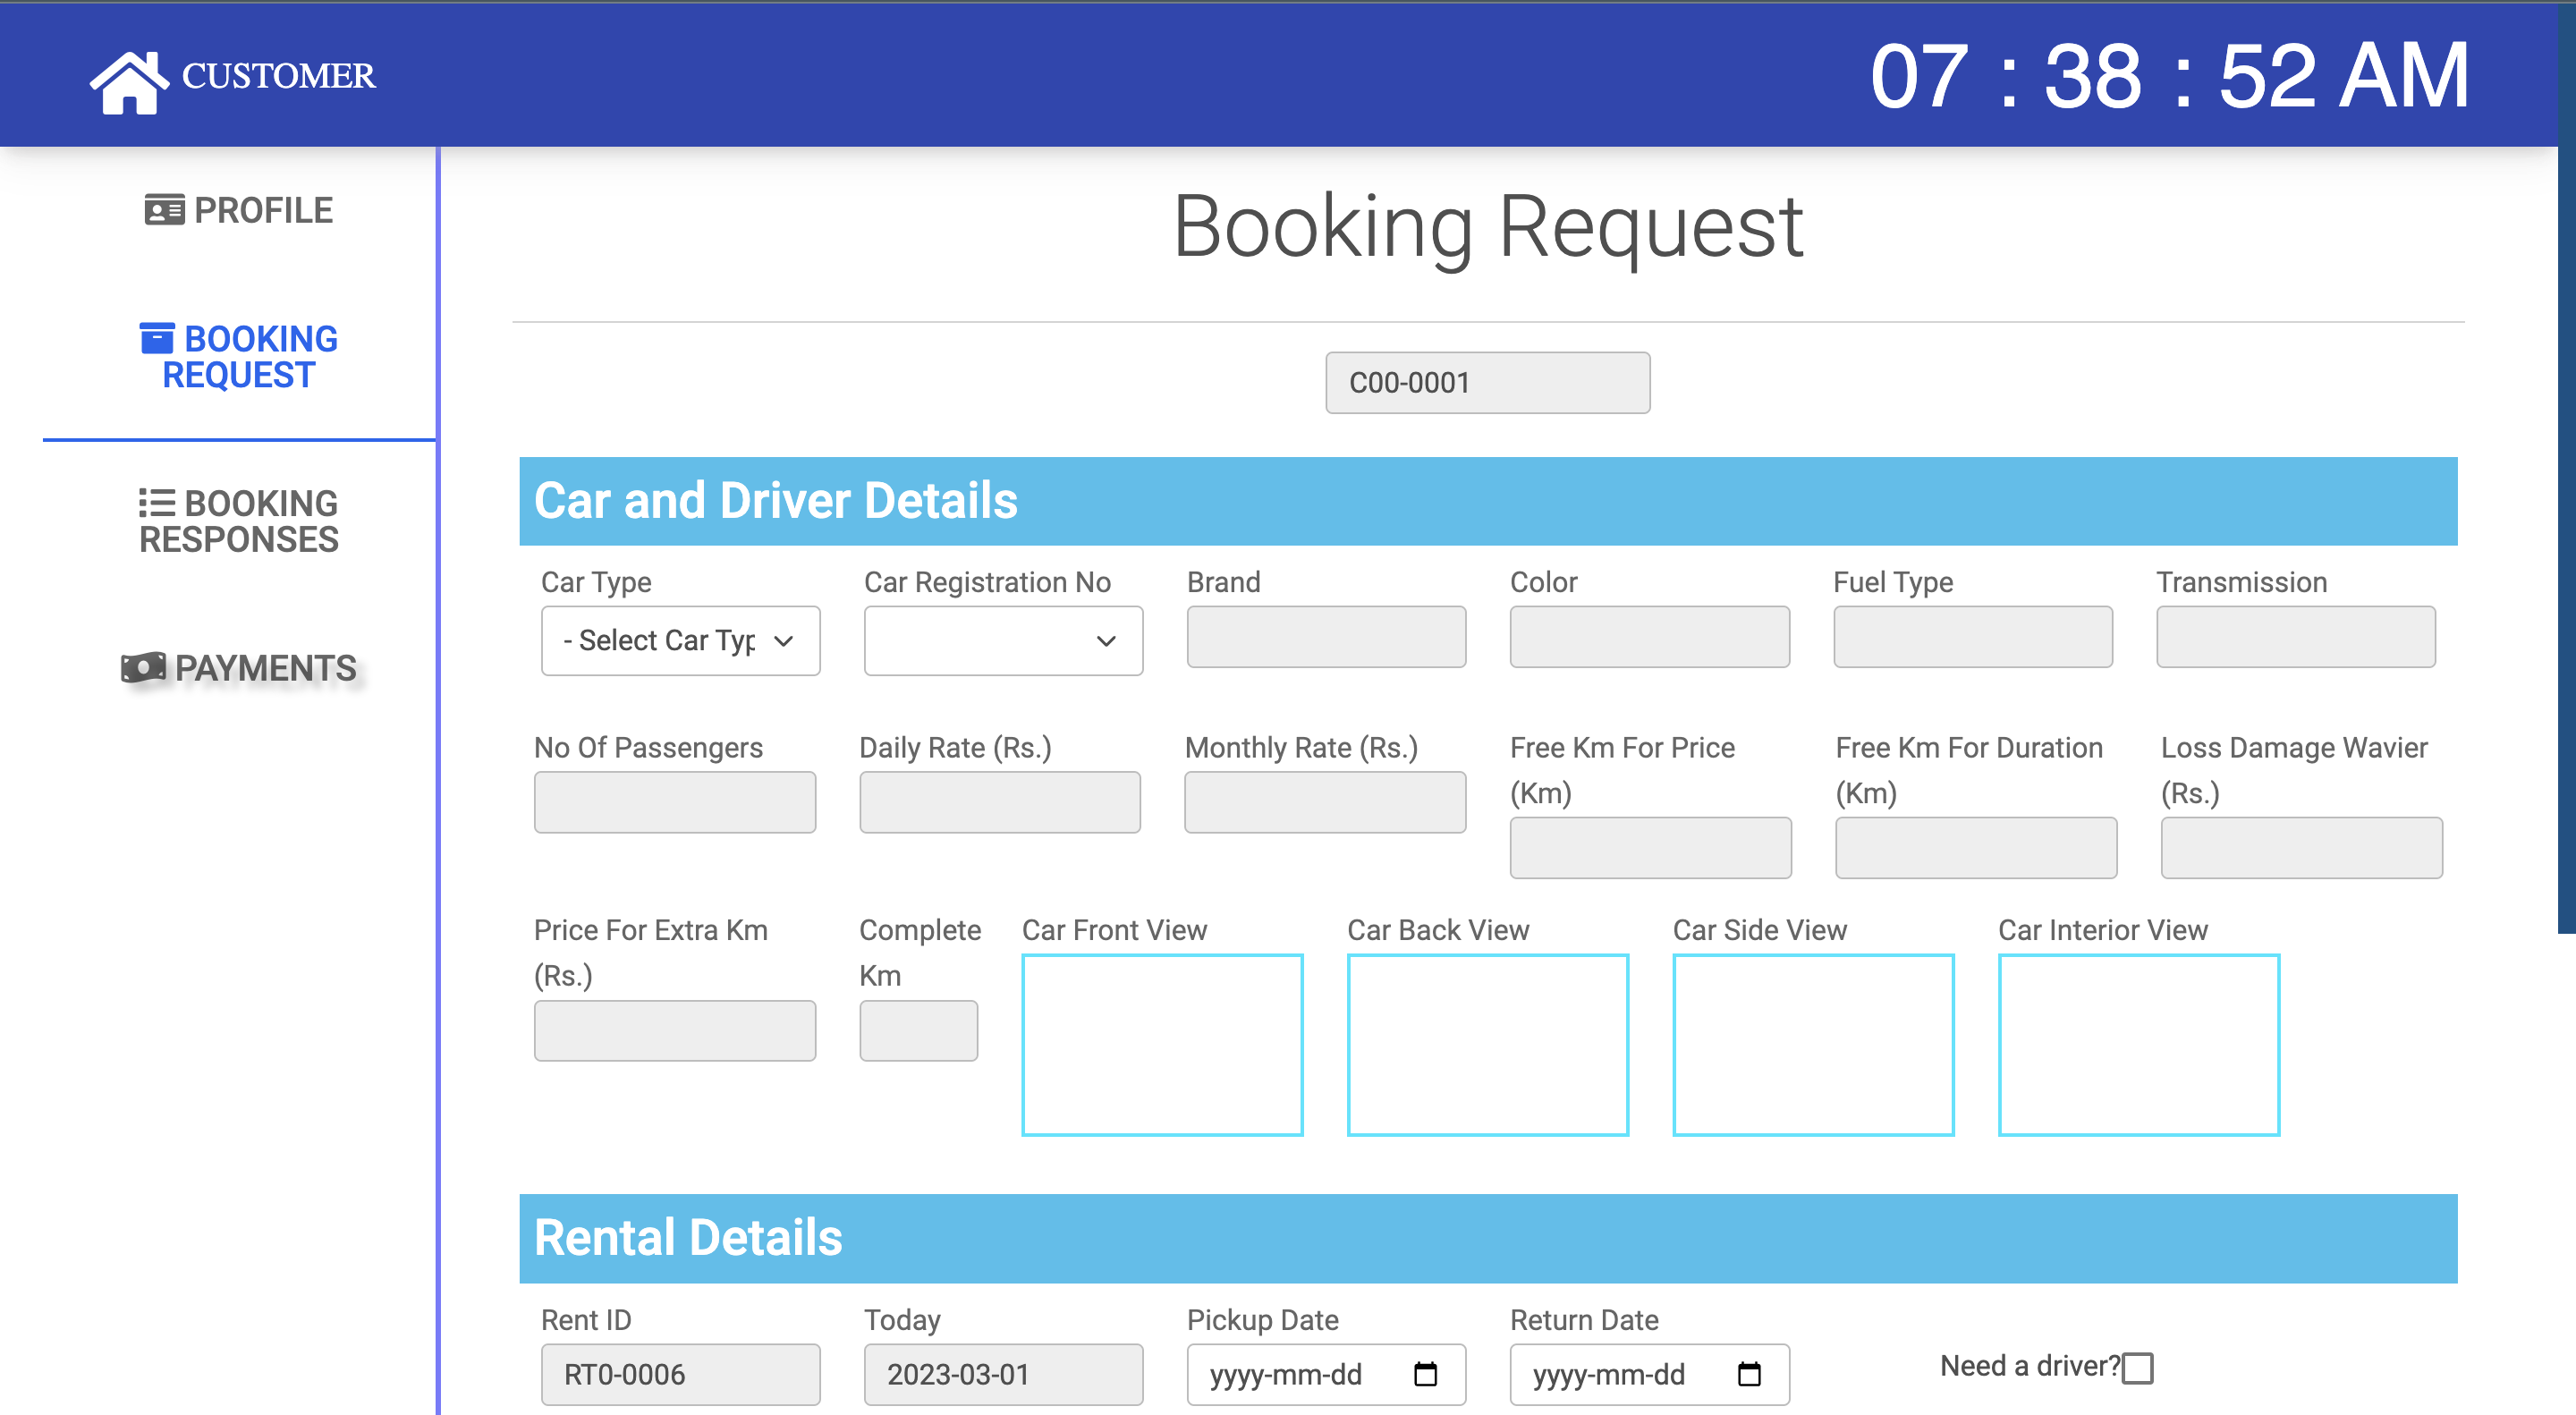 CUSTOMER
07 : 38 : 52 AM
PROFILE
BOOKING
REQUEST
BOOKING
RESPONSES
PAYMENTS
Booking Request
C00-0001
Car and Driver Details
Car Type Car Registration No Brand Color Fuel Type Transmission
- Select Car Typ
No Of Passengers Daily Rate (Rs.) Monthly Rate (Rs.) Free Km For Price Free Km For Duration Loss Damage Wavier
(Km) (Km) (Rs.)
Price For Extra Km Complete Car Front View Car Back View Car Side View Car Interior View
(Rs.) Km
Rental Details
Rent ID Today Pickup Date Return Date
RT0-0006 2023-03-01 yyyy-mm-dd yyyy-mm-dd Need a driver?